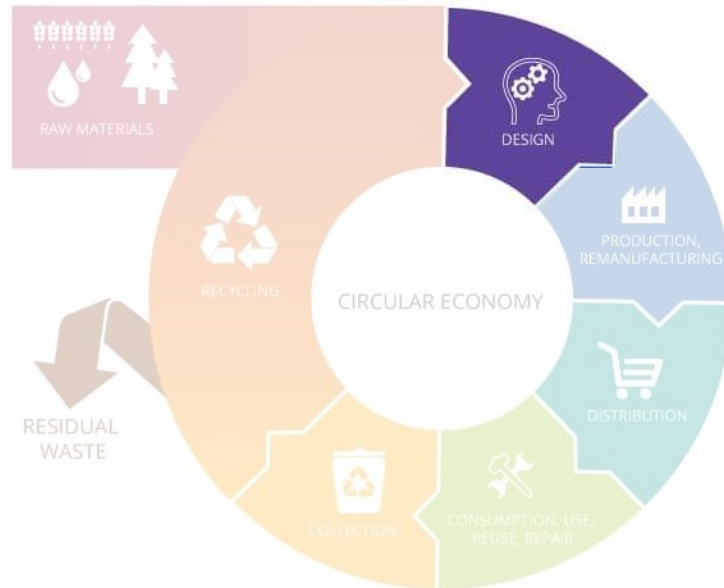 RAW MATERIALS
DESIGN
PRODUCTION,
REMANUFACTURING
RECYCLING
CIRCULAR ECONOMY
DISTRIBUTION
RESIDUAL
WASTE
COLLECTION
CONSUMPTION, USE,
REUSE, REPAIR